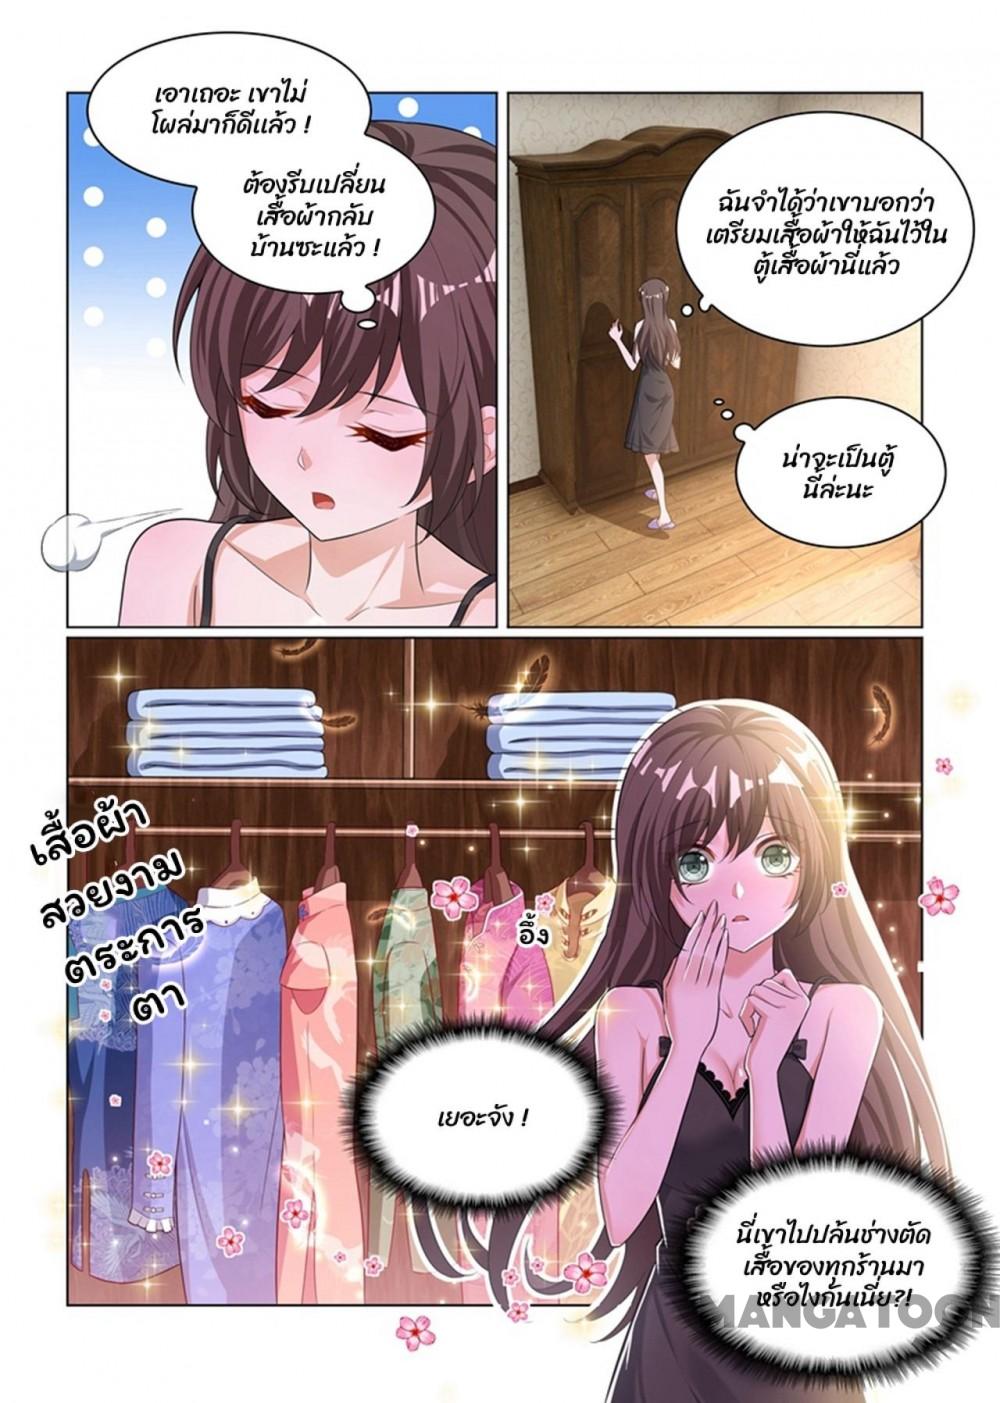 เอาเถอะ เขาไม่
โผล่มาก็ดีแล้ว !
ต้องรีบเปลี่ยน
เสื้อผ้ากลับ
บ้านซะแล้ว !
ฉันจำได้ว่าเขาบอกว่า
เตรียมเสื้อผ้าให้ฉันไว้ใน
ตู้เสื้อผ้านี่แล้ว
น่าจะเป็นตู้
นี้ล่ะนะ
เสื้อผ้า
สวยงาม
ตระการ
ตา
อึ้ง
เยอะจัง !
นี่เขาไปปล้นช่างตัด
เสื้อของทุกร้านมา
หรือไงกันเนี่ย?!
MANGATOON